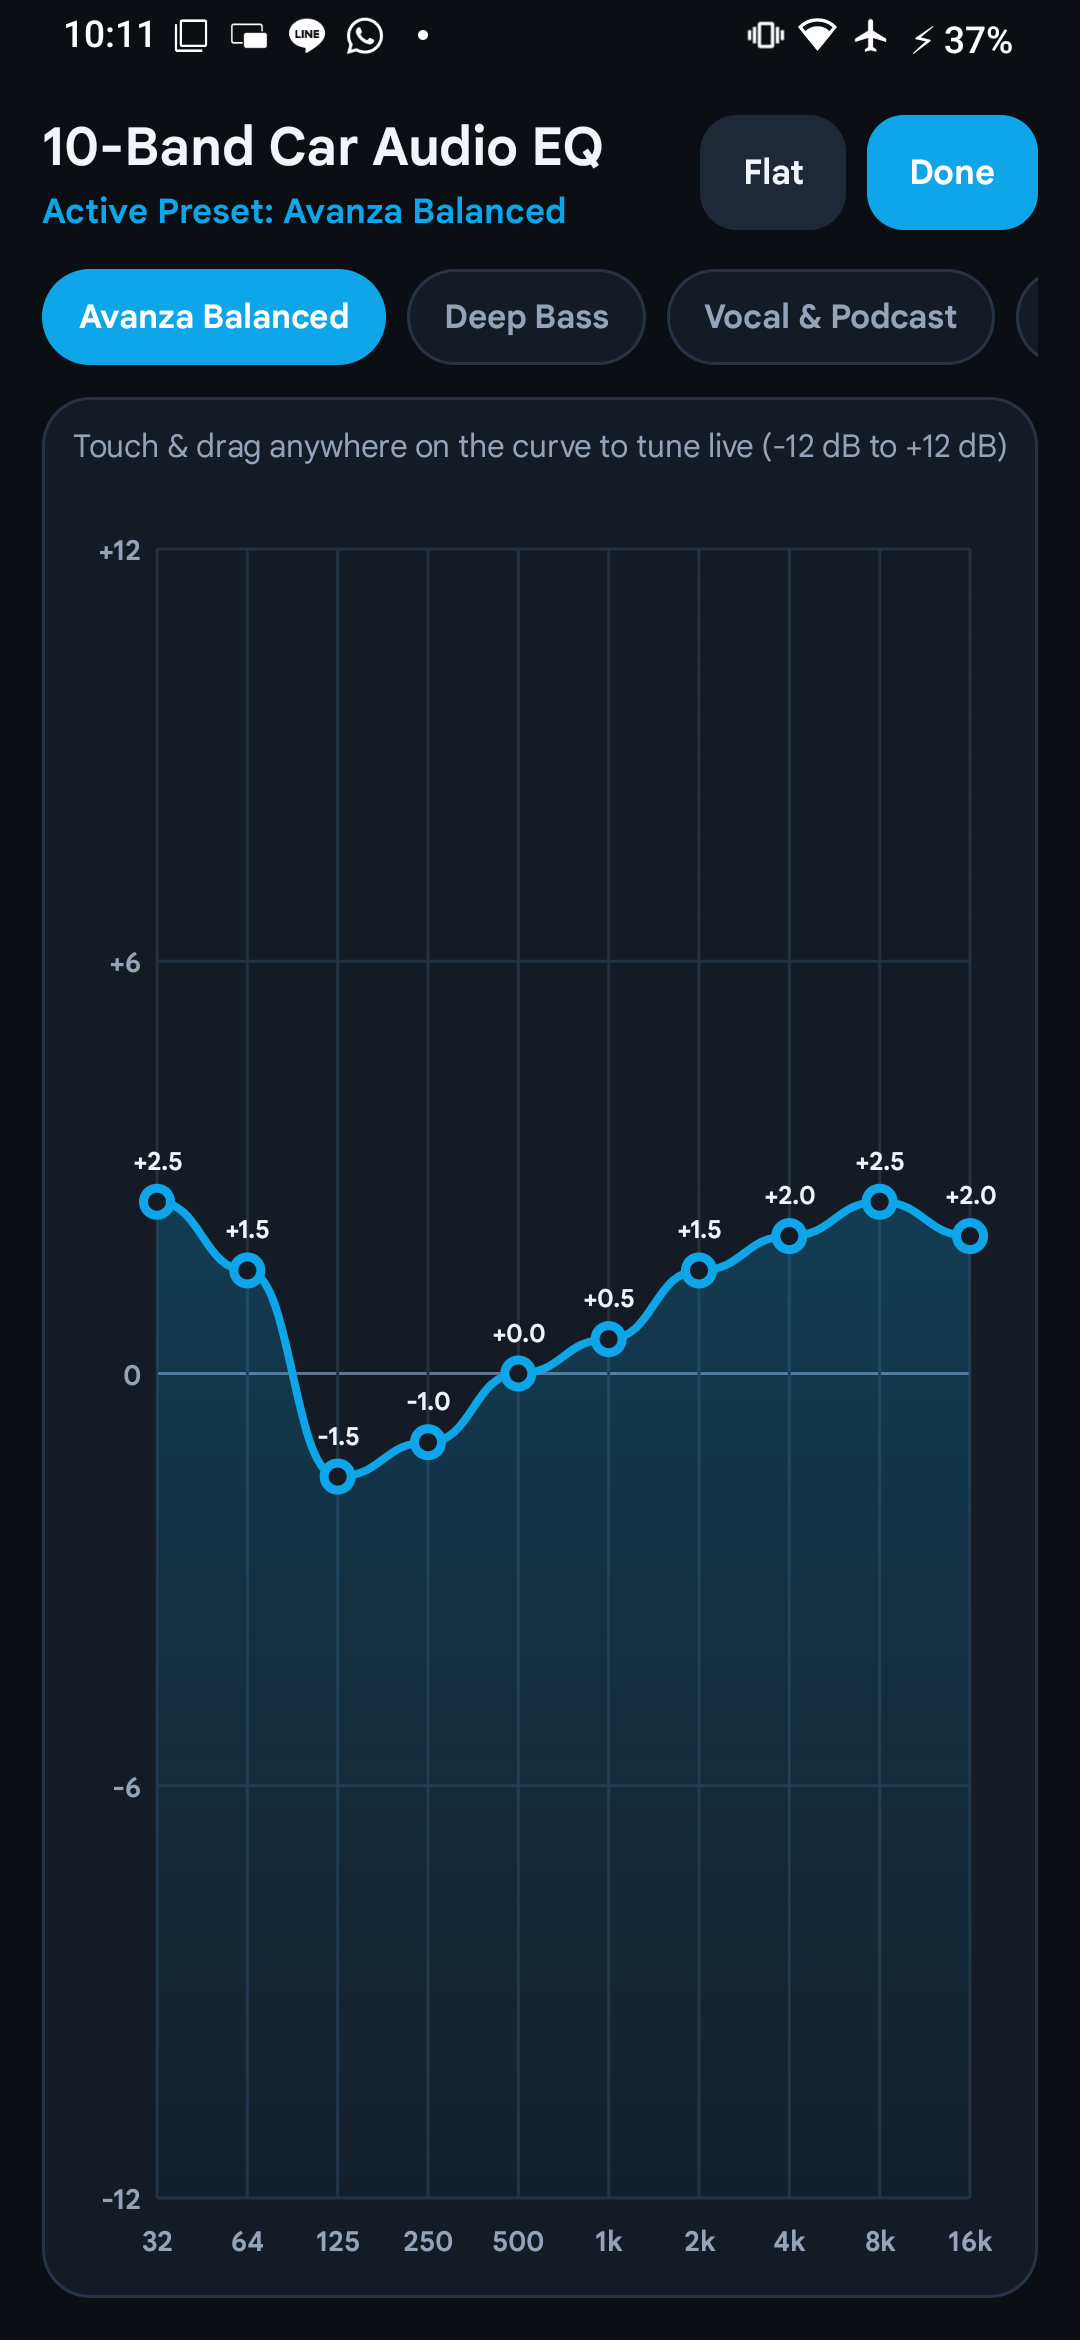 10:11 LINE 37%
10-Band Car Audio EQ
Active Preset: Avanza Balanced
Flat
Done
Avanza Balanced
Deep Bass
Vocal & Podcast
Touch & drag anywhere on the curve to tune live (-12 dB to +12 dB)
+12
+6
0
-6
-12
+2.5
+1.5
-1.5
-1.0
+0.0
+0.5
+1.5
+2.0
+2.5
+2.0
32 64 125 250 500 1k 2k 4k 8k 16k